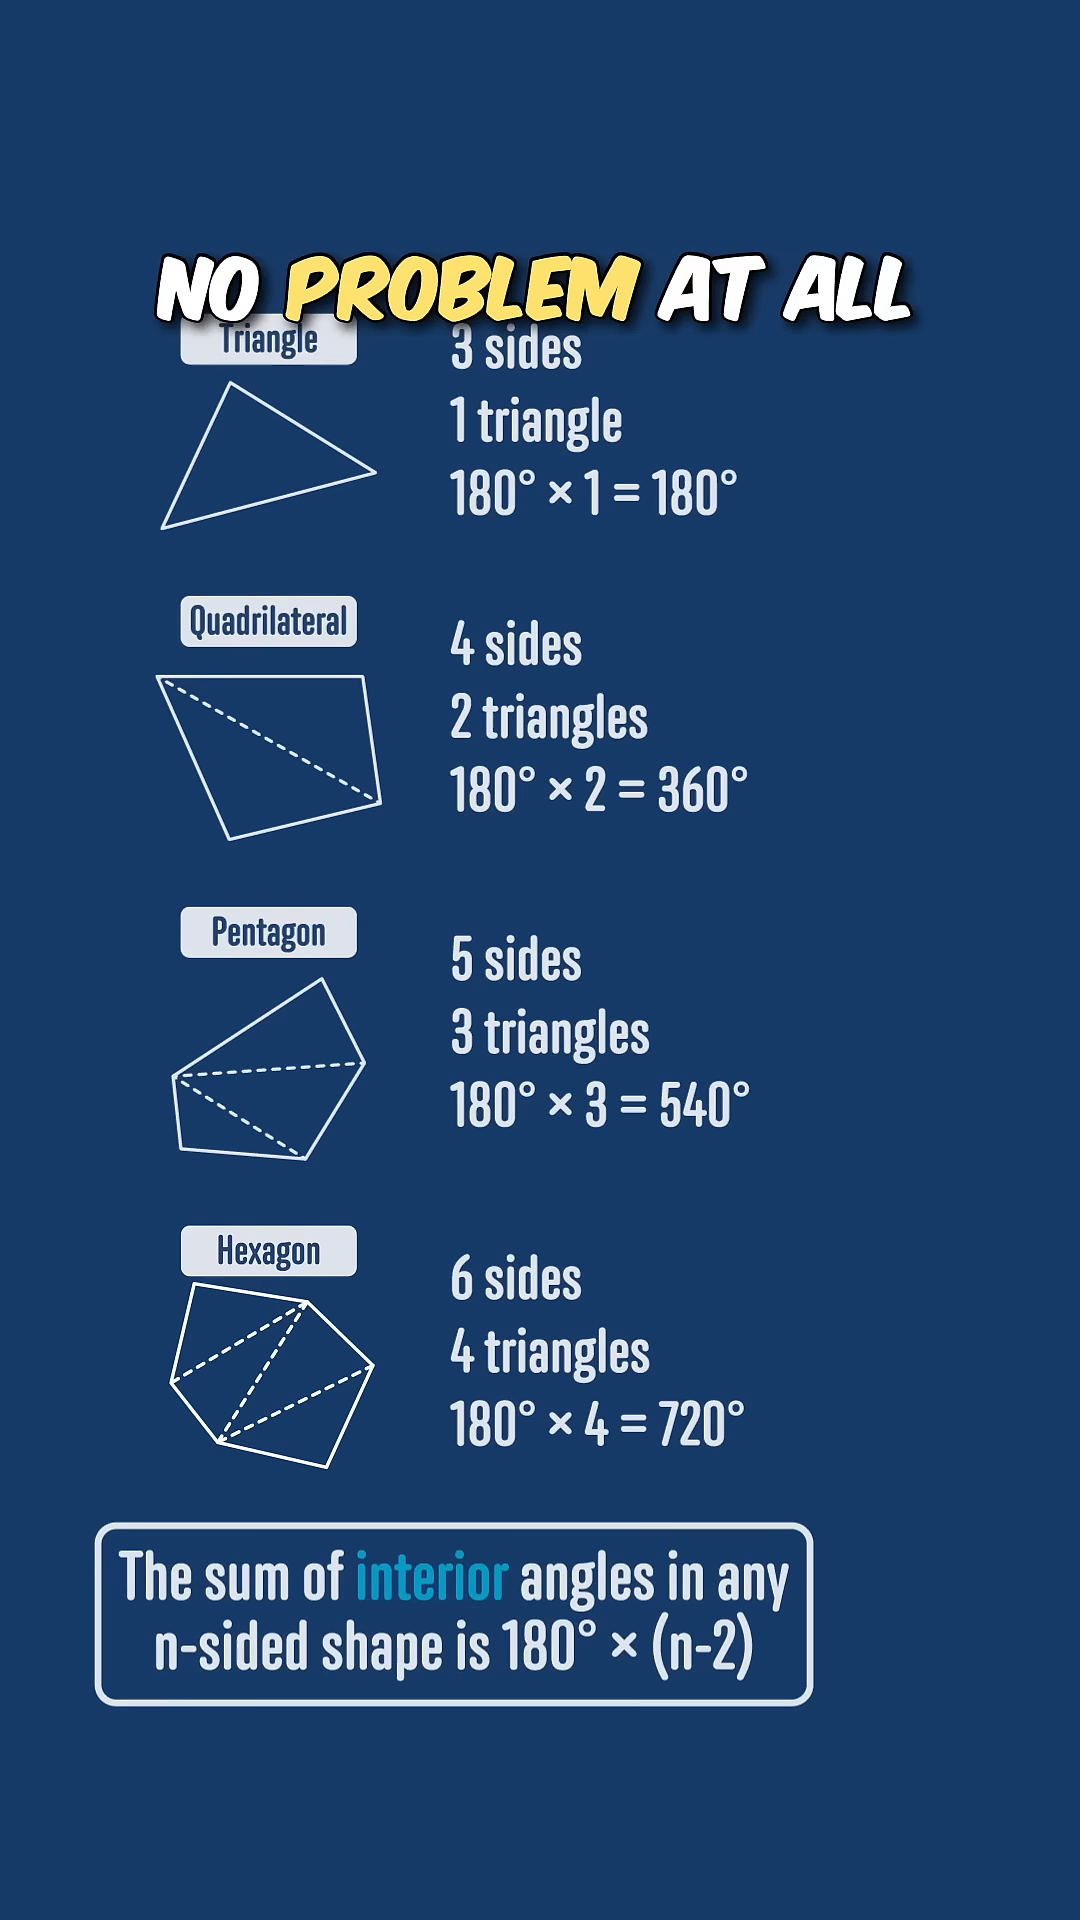 NO PROBLEM AT ALL
Triangle
3 sides
1 triangle
180° × 1 = 180°
Quadrilateral
4 sides
2 triangles
180° × 2 = 360°
Pentagon
5 sides
3 triangles
180° × 3 = 540°
Hexagon
6 sides
4 triangles
180° × 4 = 720°
The sum of interior angles in any
n-sided shape is 180° × (n-2)